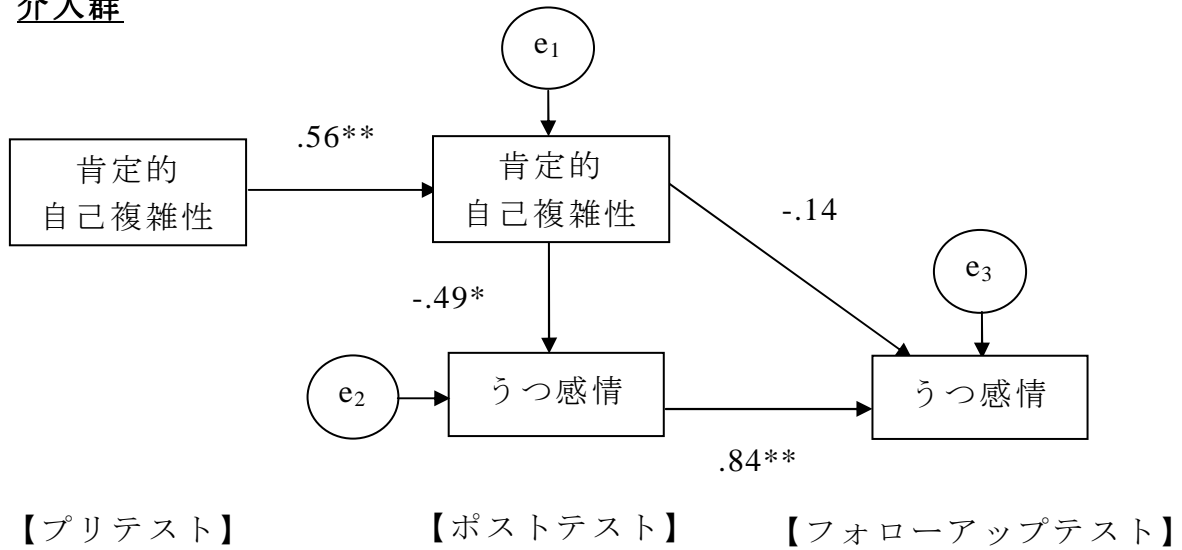 介入群
e₁
.56**
肯定的
自己複雑性
肯定的
自己複雑性
-.14
e₃
-.49*
e₂
うつ感情
うつ感情
.84**
【プリテスト】
【ポストテスト】
【フォローアップテスト】